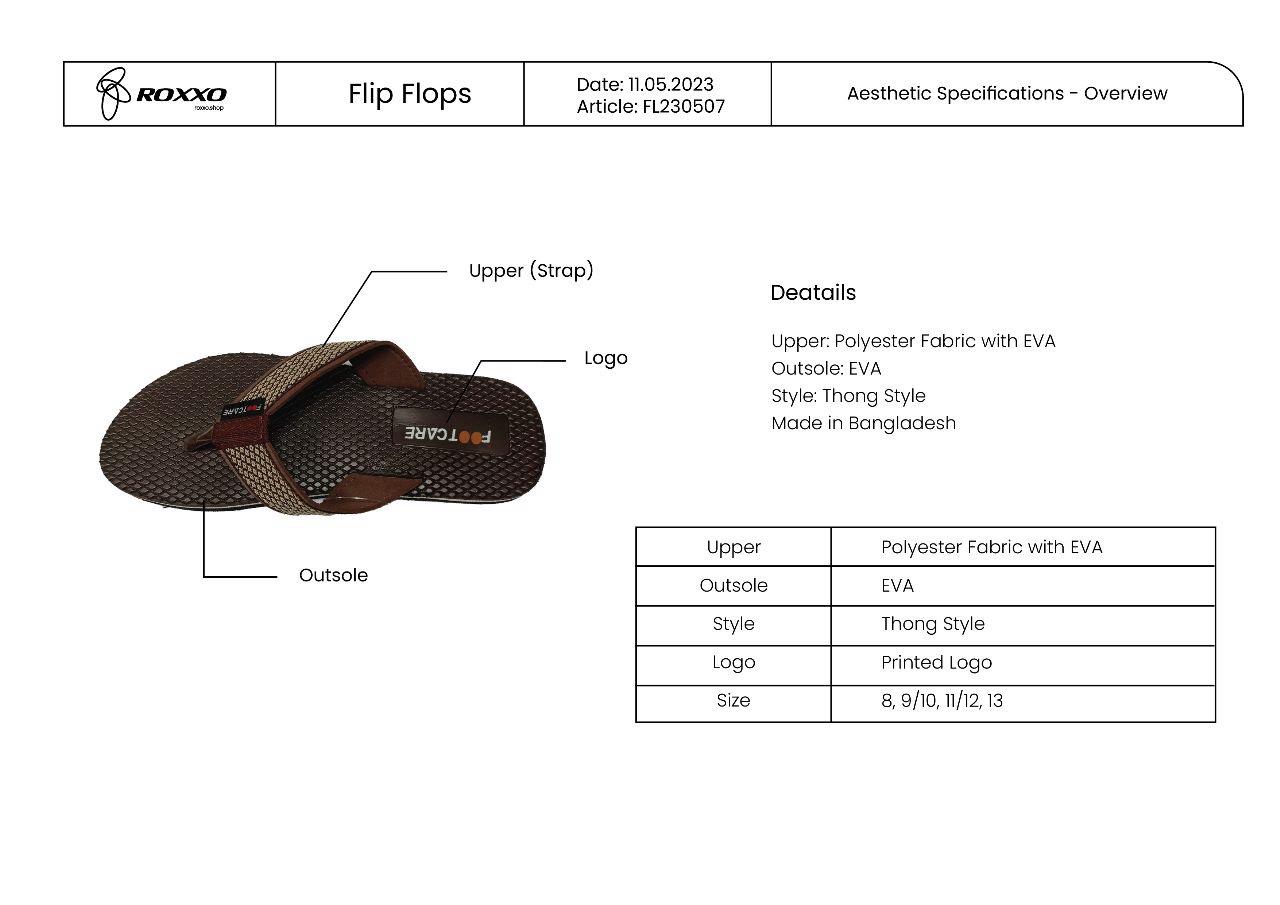 ROXXO
roxxo.shop
Flip Flops
Date: 11.05.2023
Article: FL230507
Aesthetic Specifications - Overview
Upper (Strap)
Logo
FOOTCARE
FOOTCARE
Outsole
Deatails
Upper: Polyester Fabric with EVA
Outsole: EVA
Style: Thong Style
Made in Bangladesh
Upper Polyester Fabric with EVA
Outsole EVA
Style Thong Style
Logo Printed Logo
Size 8, 9/10, 11/12, 13